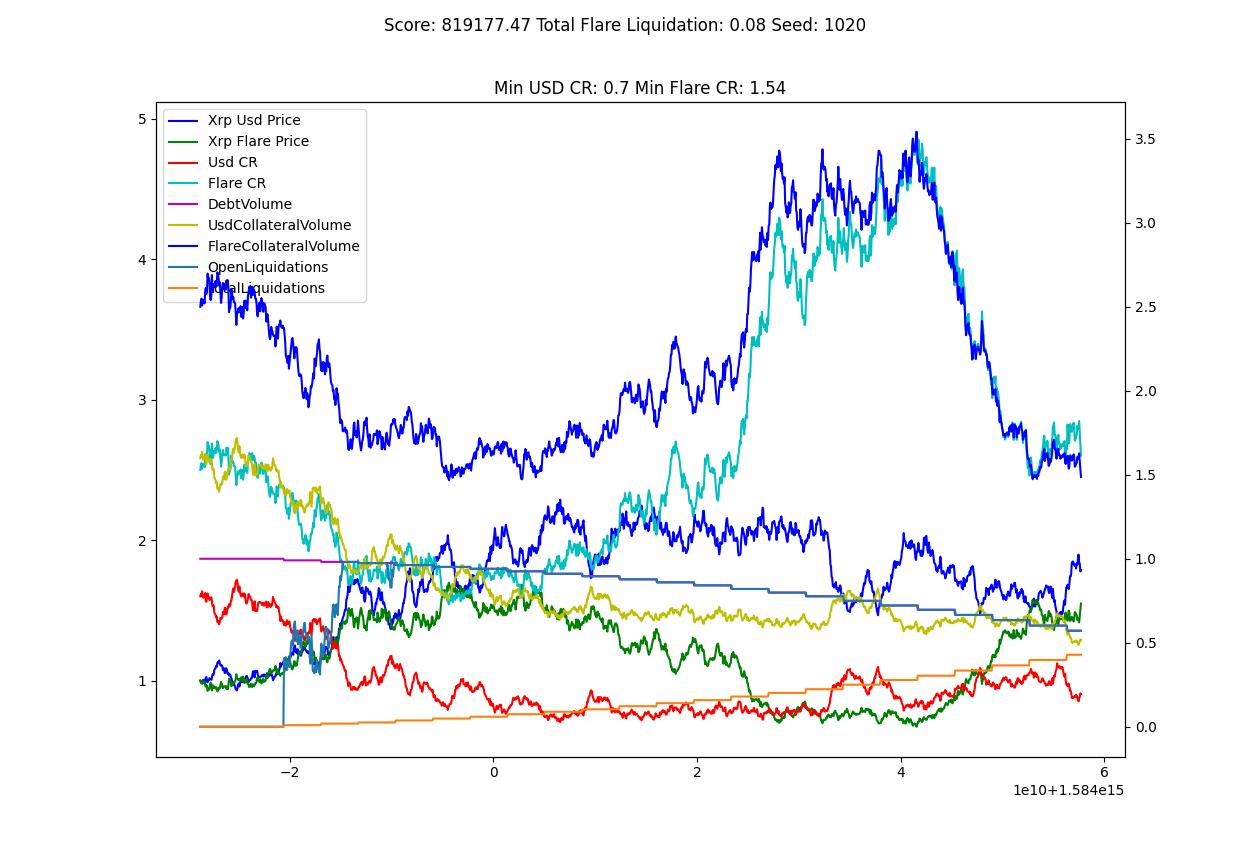 Score: 819177.47 Total Flare Liquidation: 0.08 Seed: 1020
Min USD CR: 0.7 Min Flare CR: 1.54
Xrp Usd Price
Xrp Flare Price
Usd CR
Flare CR
DebtVolume
UsdCollateralVolume
FlareCollateralVolume
OpenLiquidations
TotalLiquidations
5
4
3
2
1
3.5
3.0
2.5
2.0
1.5
1.0
0.5
0.0
−2
0
2
4
6
1e10+1.584e15